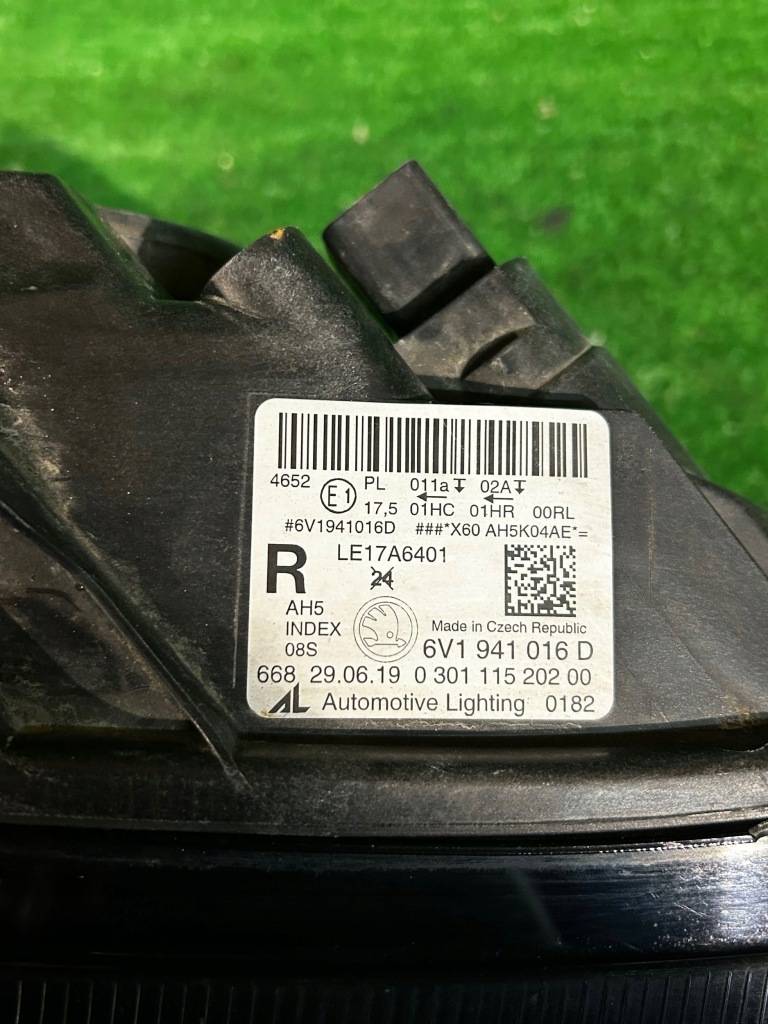 4652 E1 PL 011a 02A
17,5 01HC 01HR 00RL
#6V1941016D ###*X60 AH5K04AE*=
R LE17A6401
24
AH5
INDEX Made in Czech Republic
08S 6V1 941 016 D
668 29.06.19 0 301 115 202 00
AL Automotive Lighting 0182